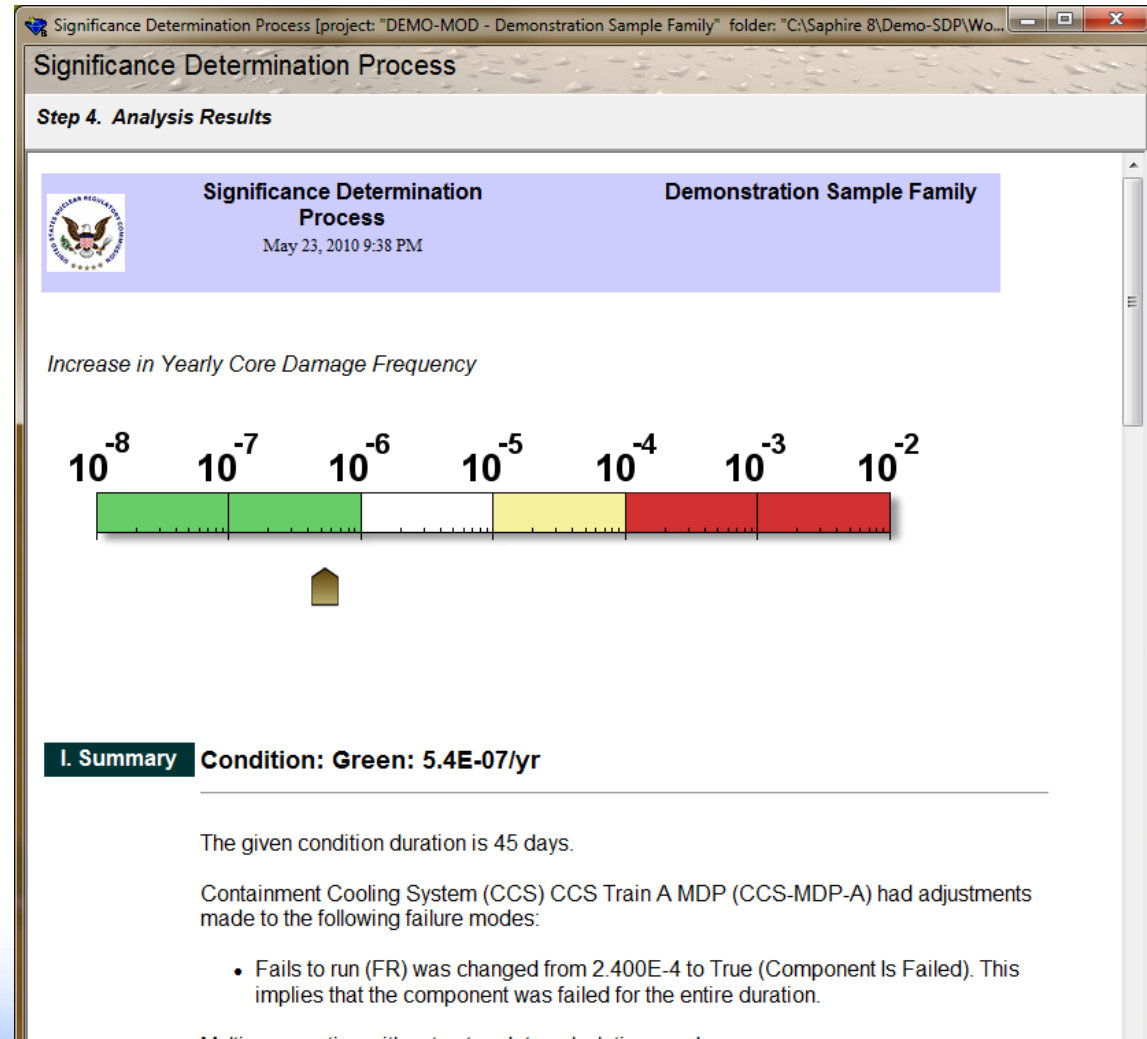 Significance Determination Process [project: "DEMO-MOD - Demonstration Sample Family" folder: "C:\Saphire 8\Demo-SDP\Wo...
Significance Determination Process
Step 4. Analysis Results
Significance Determination
Process
May 23, 2010 9:38 PM
Demonstration Sample Family
UNITED STATES NUCLEAR REGULATORY COMMISSION
Increase in Yearly Core Damage Frequency
10^-8 10^-7 10^-6 10^-5 10^-4 10^-3 10^-2
I. Summary Condition: Green: 5.4E-07/yr
The given condition duration is 45 days.
Containment Cooling System (CCS) CCS Train A MDP (CCS-MDP-A) had adjustments
made to the following failure modes:
• Fails to run (FR) was changed from 2.400E-4 to True (Component Is Failed). This
implies that the component was failed for the entire duration.